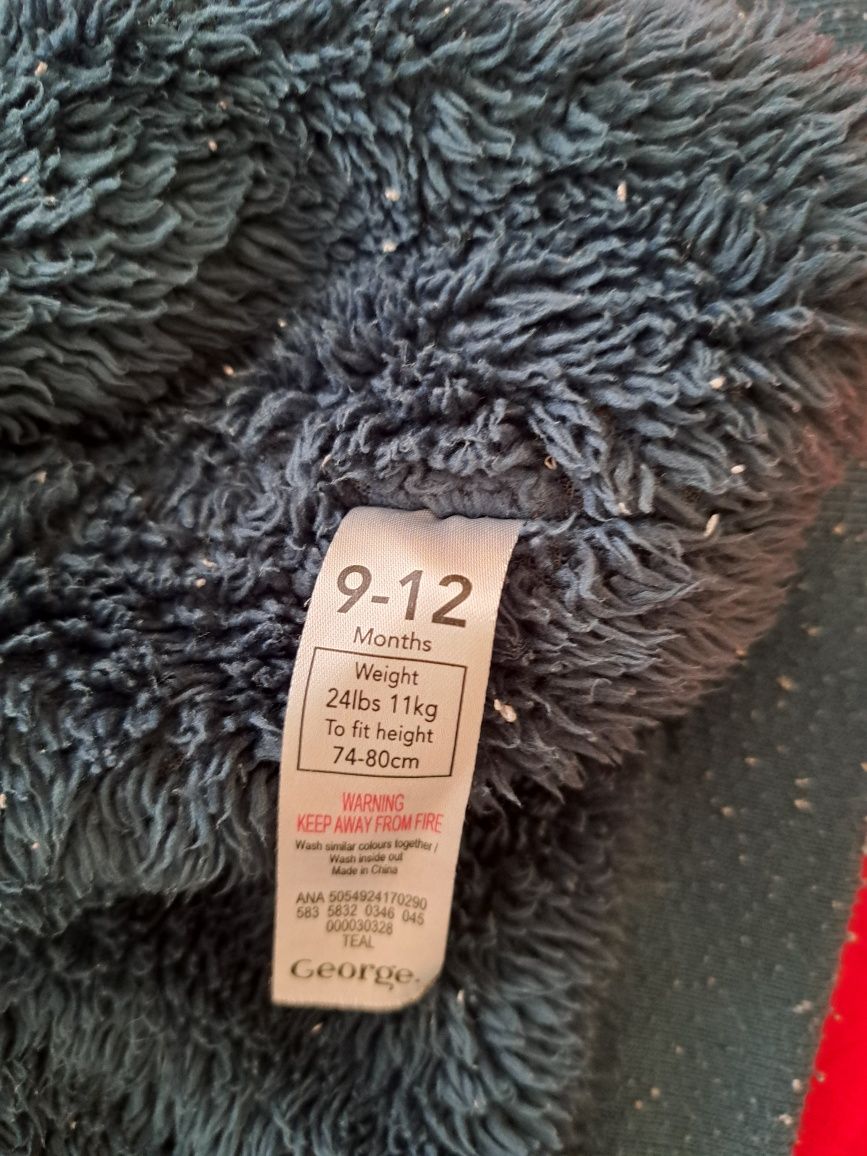 9-12
Months
Weight
24lbs 11kg
To fit height
74-80cm
WARNING
KEEP AWAY FROM FIRE
Wash similar colours together /
Wash inside out
Made in China
ANA 5054924170290
583 5832 0346 045
000030328
TEAL
George.